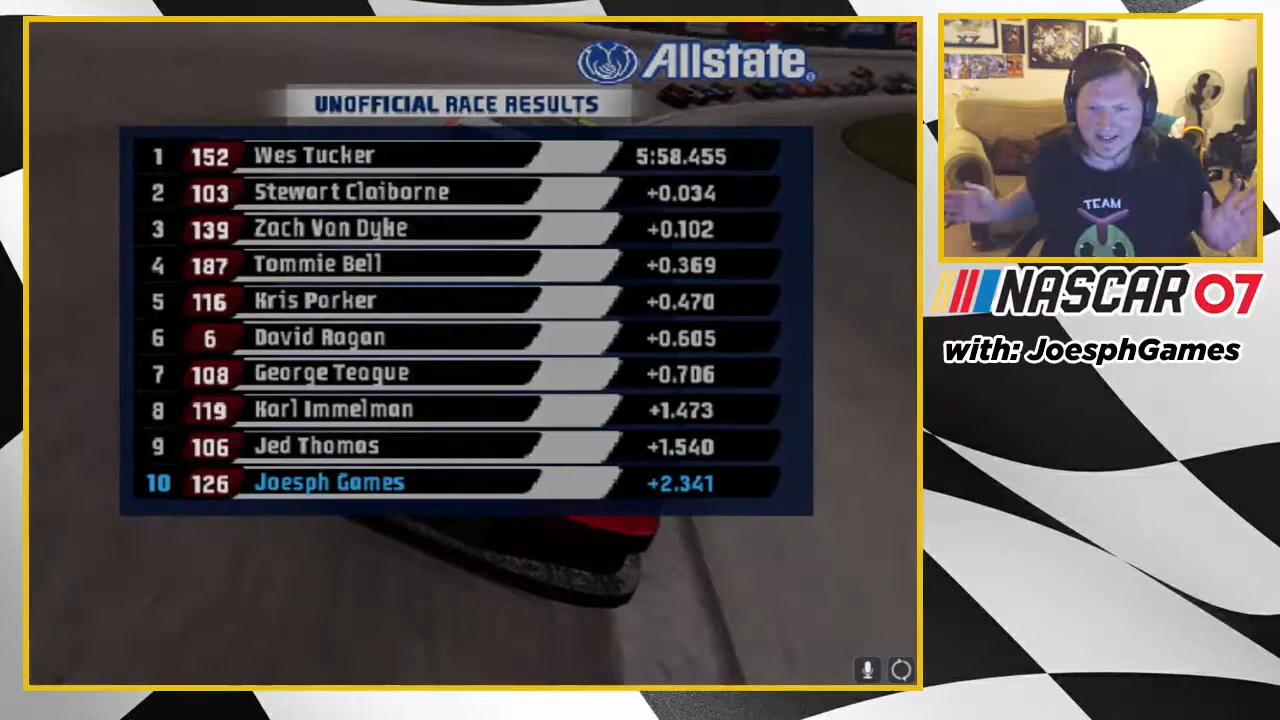 Allstate
UNOFFICIAL RACE RESULTS
1 152 Wes Tucker 5:58.455
2 103 Stewart Claiborne +0.034
3 139 Zach Van Dyke +0.102
4 187 Tommie Bell +0.369
5 116 Kris Parker +0.470
6 6 David Ragan +0.605
7 108 George Teague +0.706
8 119 Karl Immelman +1.473
9 106 Jed Thomas +1.540
10 126 Joesph Games +2.341
TEAM
NASCAR 07
with: JoesphGames